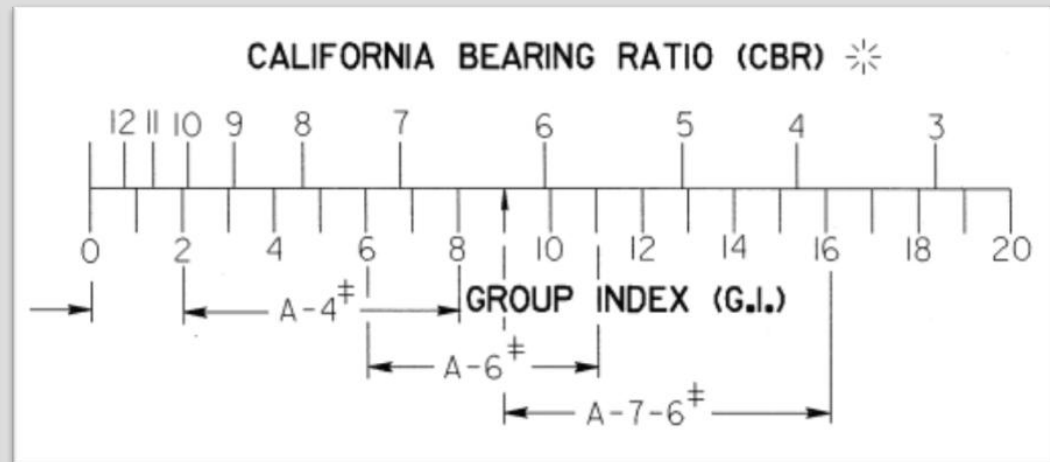 CALIFORNIA BEARING RATIO (CBR)
12 11 10 9 8 7 6 5 4 3
0 2 4 6 8 10 12 14 16 18 20
A-4‡ GROUP INDEX (G.I.)
A-6‡
A-7-6‡